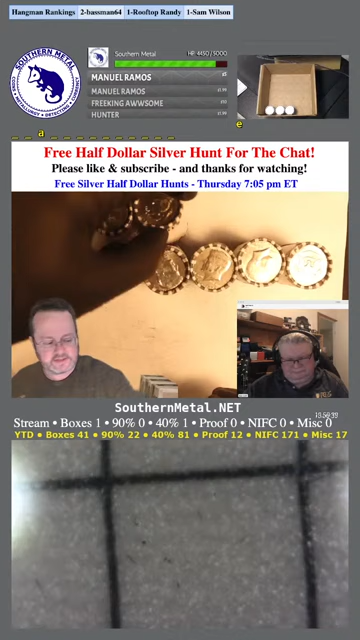 Hangman Rankings 2-bassman64 1-Rooftop Randy 1-Sam Wilson
SOUTHERN METAL
Southern Metal HP: 4450 / 5000
MANUEL RAMOS
MANUEL RAMOS
FREEKING AWWSOME
HUNTER
_ a _ _ _ _ _ _ _ _ _
e
Free Half Dollar Silver Hunt For The Chat!
Please like & subscribe - and thanks for watching!
Free Silver Half Dollar Hunts - Thursday 7:05 pm ET
SouthernMetal.NET
Stream • Boxes 1 • 90% 0 • 40% 1 • Proof 0 • NIFC 0 • Misc 0
YTD • Boxes 41 • 90% 22 • 40% 81 • Proof 12 • NIFC 171 • Misc 17